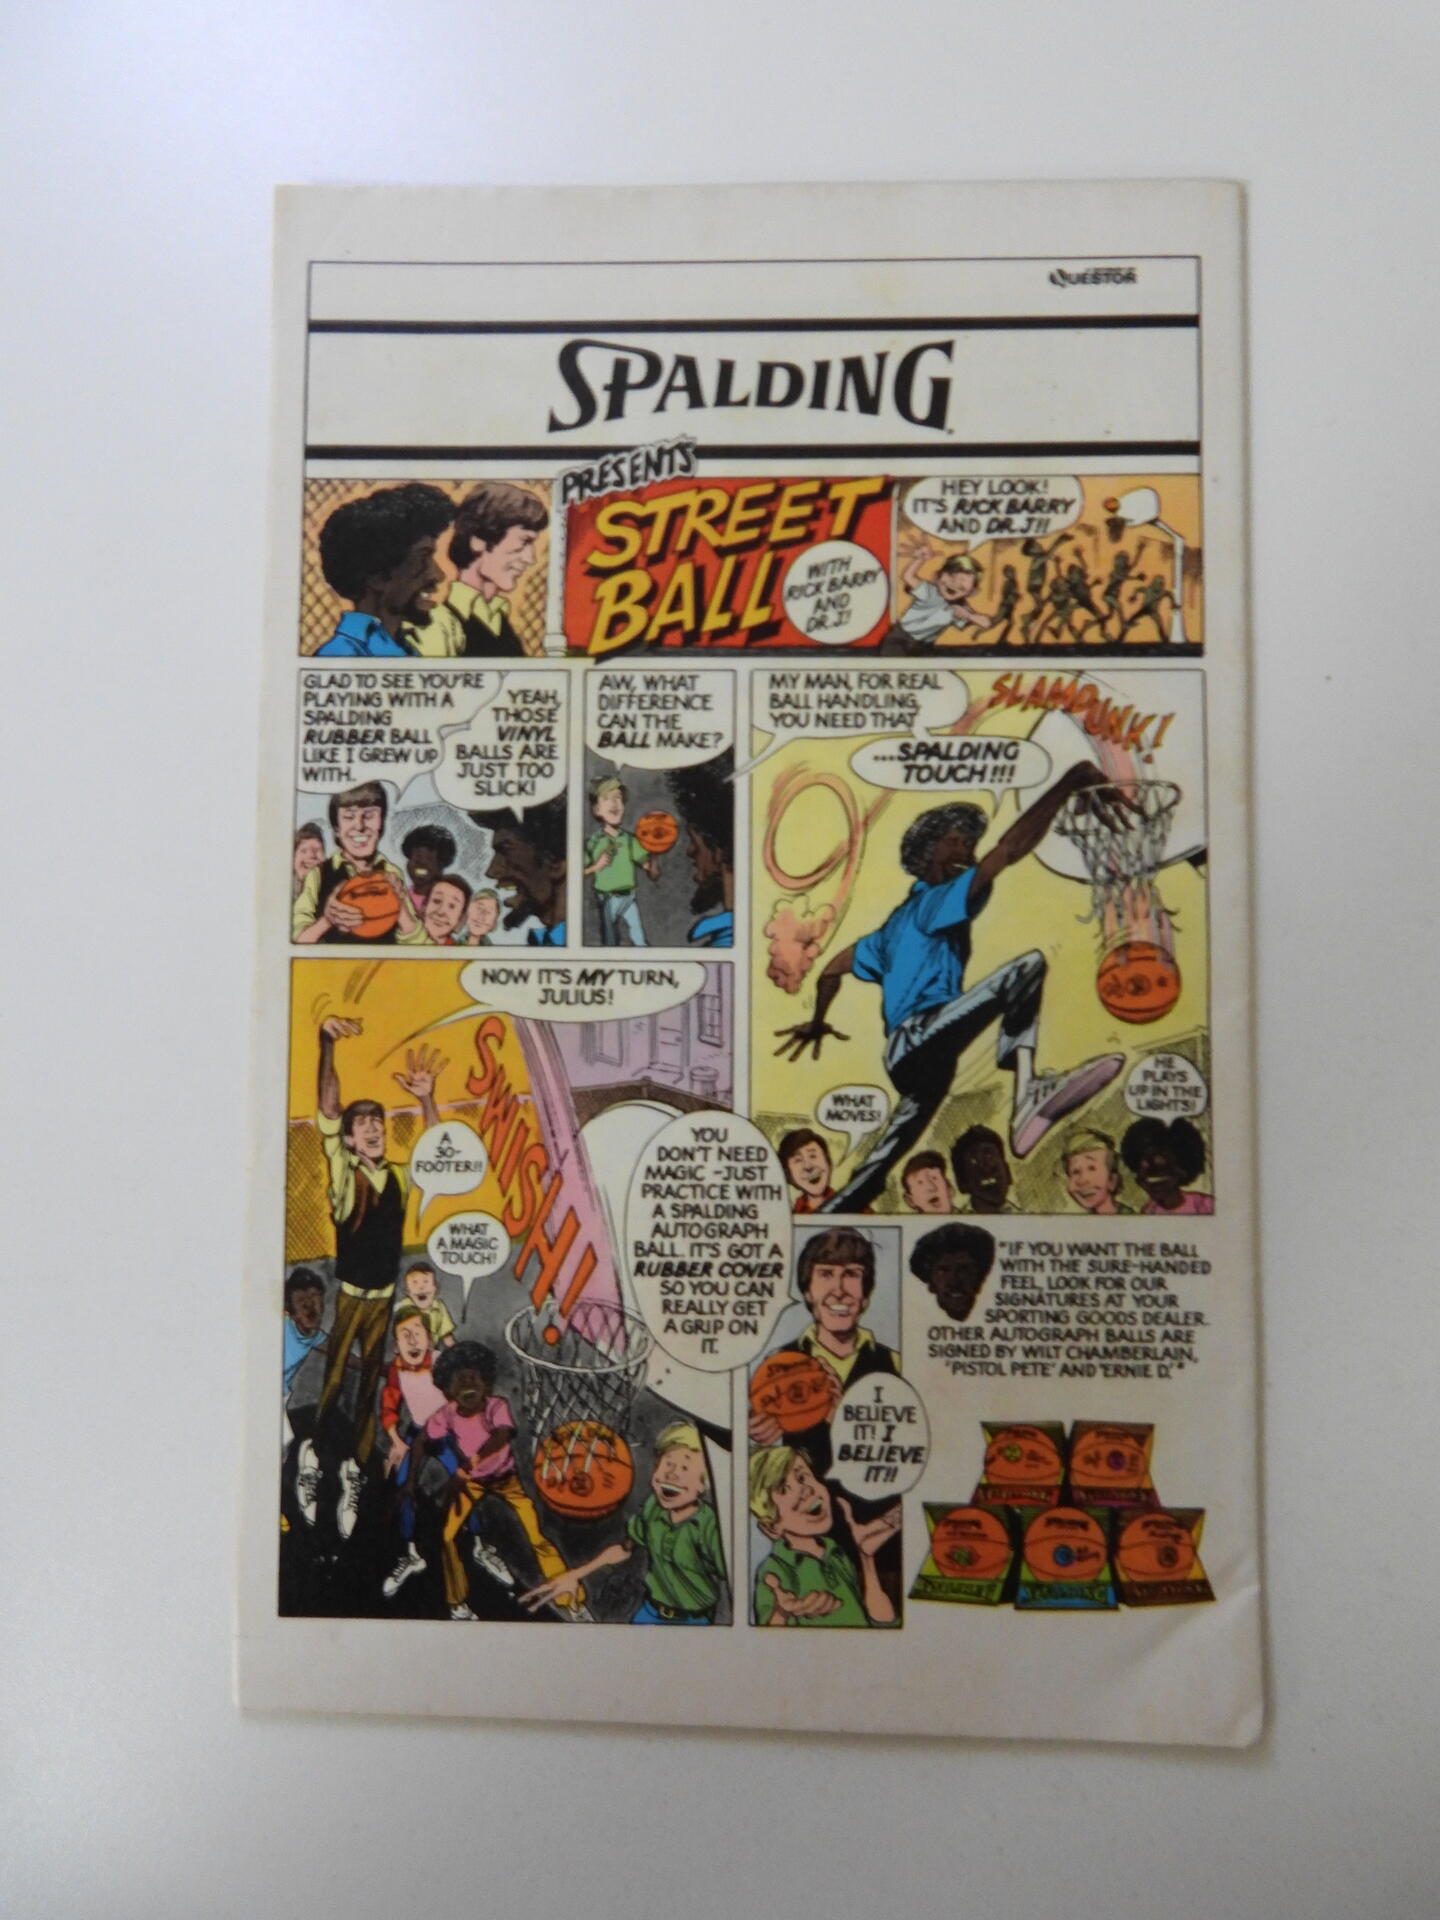 QUESTOR
SPALDING
PRESENTS
STREET
BALL
WITH
RICK BARRY
AND
DR.J!
HEY LOOK!
IT'S RICK BARRY
AND DR.J!!
GLAD TO SEE YOU'RE
PLAYING WITH A
SPALDING
RUBBER BALL
LIKE I GREW UP
WITH.
YEAH,
THOSE
VINYL
BALLS ARE
JUST TOO
SLICK!
AW, WHAT
DIFFERENCE
CAN THE
BALL MAKE?
MY MAN, FOR REAL
BALL HANDLING,
YOU NEED THAT
...SPALDING
TOUCH!!!
SLAMDUNK!
WHAT
MOVES!
HE
PLAYS
UP IN THE
LIGHTS!
NOW IT'S MY TURN,
JULIUS!
SWISH!
A
30-
FOOTER!!
WHAT
A MAGIC
TOUCH!
YOU
DON'T NEED
MAGIC -JUST
PRACTICE WITH
A SPALDING
AUTOGRAPH
BALL. IT'S GOT A
RUBBER COVER
SO YOU CAN
REALLY GET
A GRIP ON
IT.
I
BELIEVE
IT! I
BELIEVE
IT!!
"IF YOU WANT THE BALL
WITH THE SURE-HANDED
FEEL, LOOK FOR OUR
SIGNATURES AT YOUR
SPORTING GOODS DEALER.
OTHER AUTOGRAPH BALLS ARE
SIGNED BY WILT CHAMBERLAIN,
'PISTOL PETE' AND 'ERNIE D.'"
SPALDING